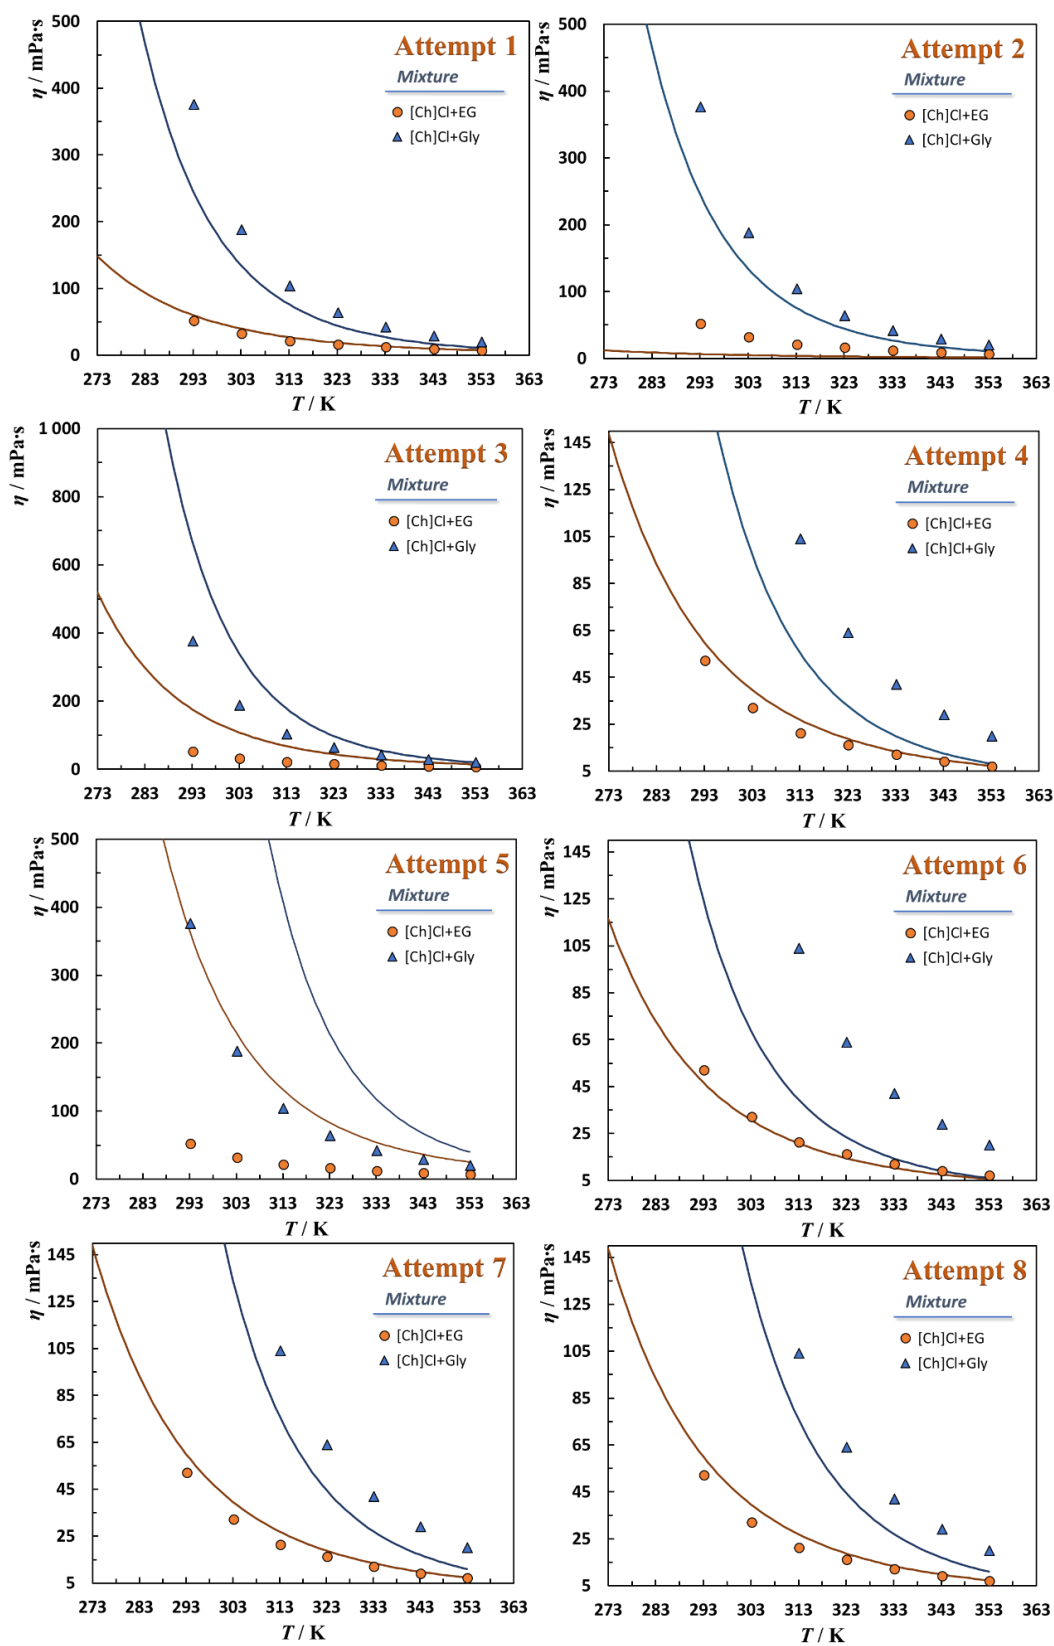 500
400
300
200
100
0
η / mPa·s
Attempt 1
Mixture
[Ch]Cl+EG
[Ch]Cl+Gly
273 283 293 303 313 323 334 343 353 363
T / K
500
400
300
200
100
0
η / mPa·s
Attempt 2
Mixture
[Ch]Cl+EG
[Ch]Cl+Gly
273 283 293 303 313 323 333 343 353 363
T / K
1 000
800
600
400
200
0
η / mPa·s
Attempt 3
Mixture
[Ch]Cl+EG
[Ch]Cl+Gly
273 283 293 303 313 323 333 343 353 363
T / K
145
125
105
85
65
45
25
5
η / mPa·s
Attempt 4
Mixture
[Ch]Cl+EG
[Ch]Cl+Gly
273 283 293 303 313 323 333 343 353 363
T / K
500
400
300
200
100
0
η / mPa·s
Attempt 5
Mixture
[Ch]Cl+EG
[Ch]Cl+Gly
273 283 293 303 313 323 333 343 353 363
T / K
145
125
105
85
65
45
25
5
η / mPa·s
Attempt 6
Mixture
[Ch]Cl+EG
[Ch]Cl+Gly
273 283 293 303 313 323 333 343 353 363
T / K
145
125
105
85
65
45
25
5
η / mPa·s
Attempt 7
Mixture
[Ch]Cl+EG
[Ch]Cl+Gly
273 283 293 303 313 323 333 343 353 363
T / K
145
125
105
85
65
45
25
5
η / mPa·s
Attempt 8
Mixture
[Ch]Cl+EG
[Ch]Cl+Gly
273 283 293 303 313 323 333 343 353 363
T / K